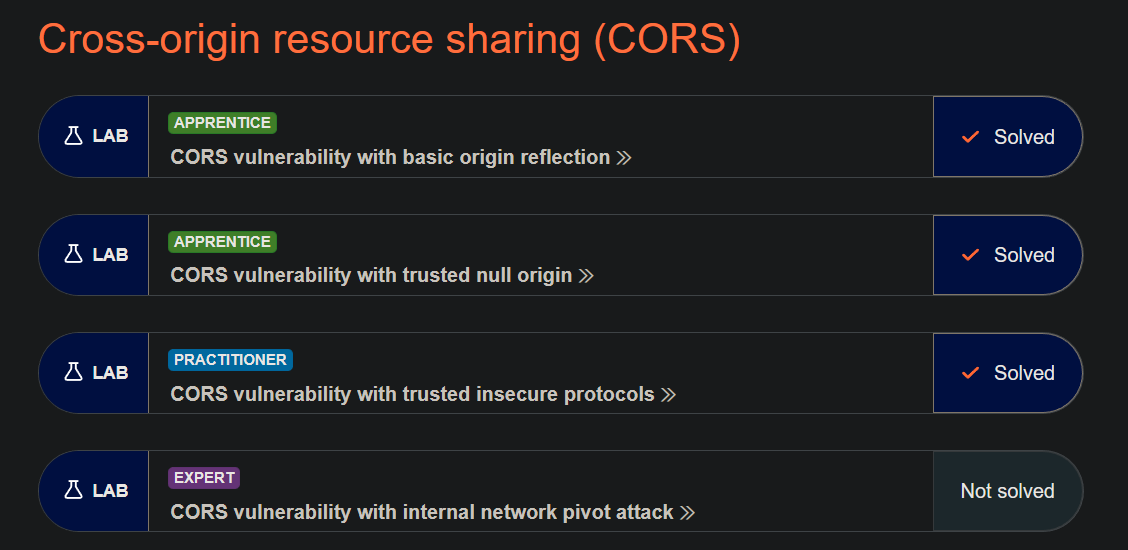 Cross-origin resource sharing (CORS)
LAB
APPRENTICE
CORS vulnerability with basic origin reflection
Solved
LAB
APPRENTICE
CORS vulnerability with trusted null origin
Solved
LAB
PRACTITIONER
CORS vulnerability with trusted insecure protocols
Solved
LAB
EXPERT
CORS vulnerability with internal network pivot attack
Not solved